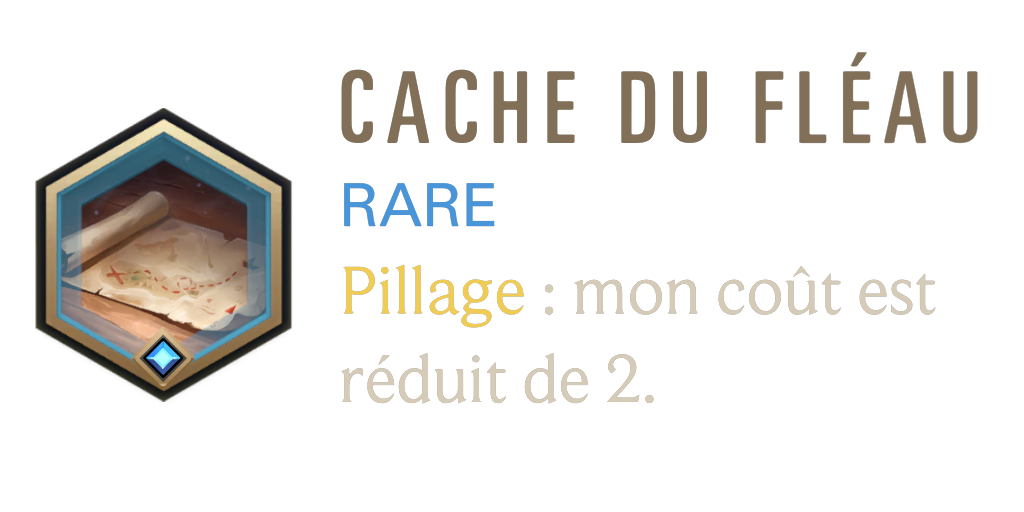 CACHE DU FLÉAU
RARE
Pillage : mon coût est
réduit de 2.